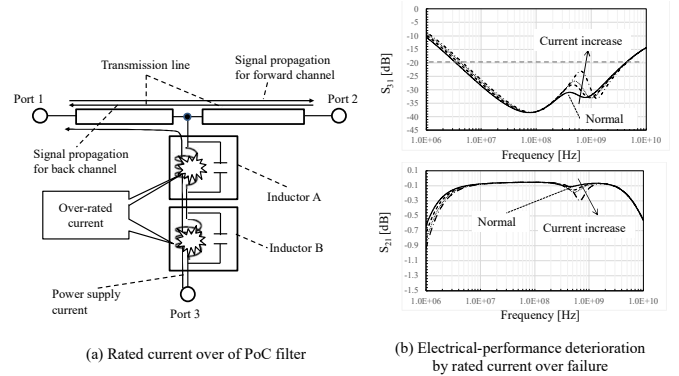 Transmission line
Signal propagation
for forward channel
Port 1
Port 2
Signal propagation
for back channel
Inductor A
Over-rated
current
Inductor B
Power supply
current
Port 3
(a) Rated current over of PoC filter
0
-5
-10
-15
-20
-25
-30
-35
-40
-45
S31 [dB]
Current increase
Normal
1.0E+06
1.0E+07
1.0E+08
1.0E+09
1.0E+10
Frequency [Hz]
0.1
-0.1
-0.3
-0.5
-0.7
-0.9
-1.1
-1.3
-1.5
S21 [dB]
Normal
Current increase
1.0E+06
1.0E+07
1.0E+08
1.0E+09
1.0E+10
Frequency [Hz]
(b) Electrical-performance deterioration
by rated current over failure